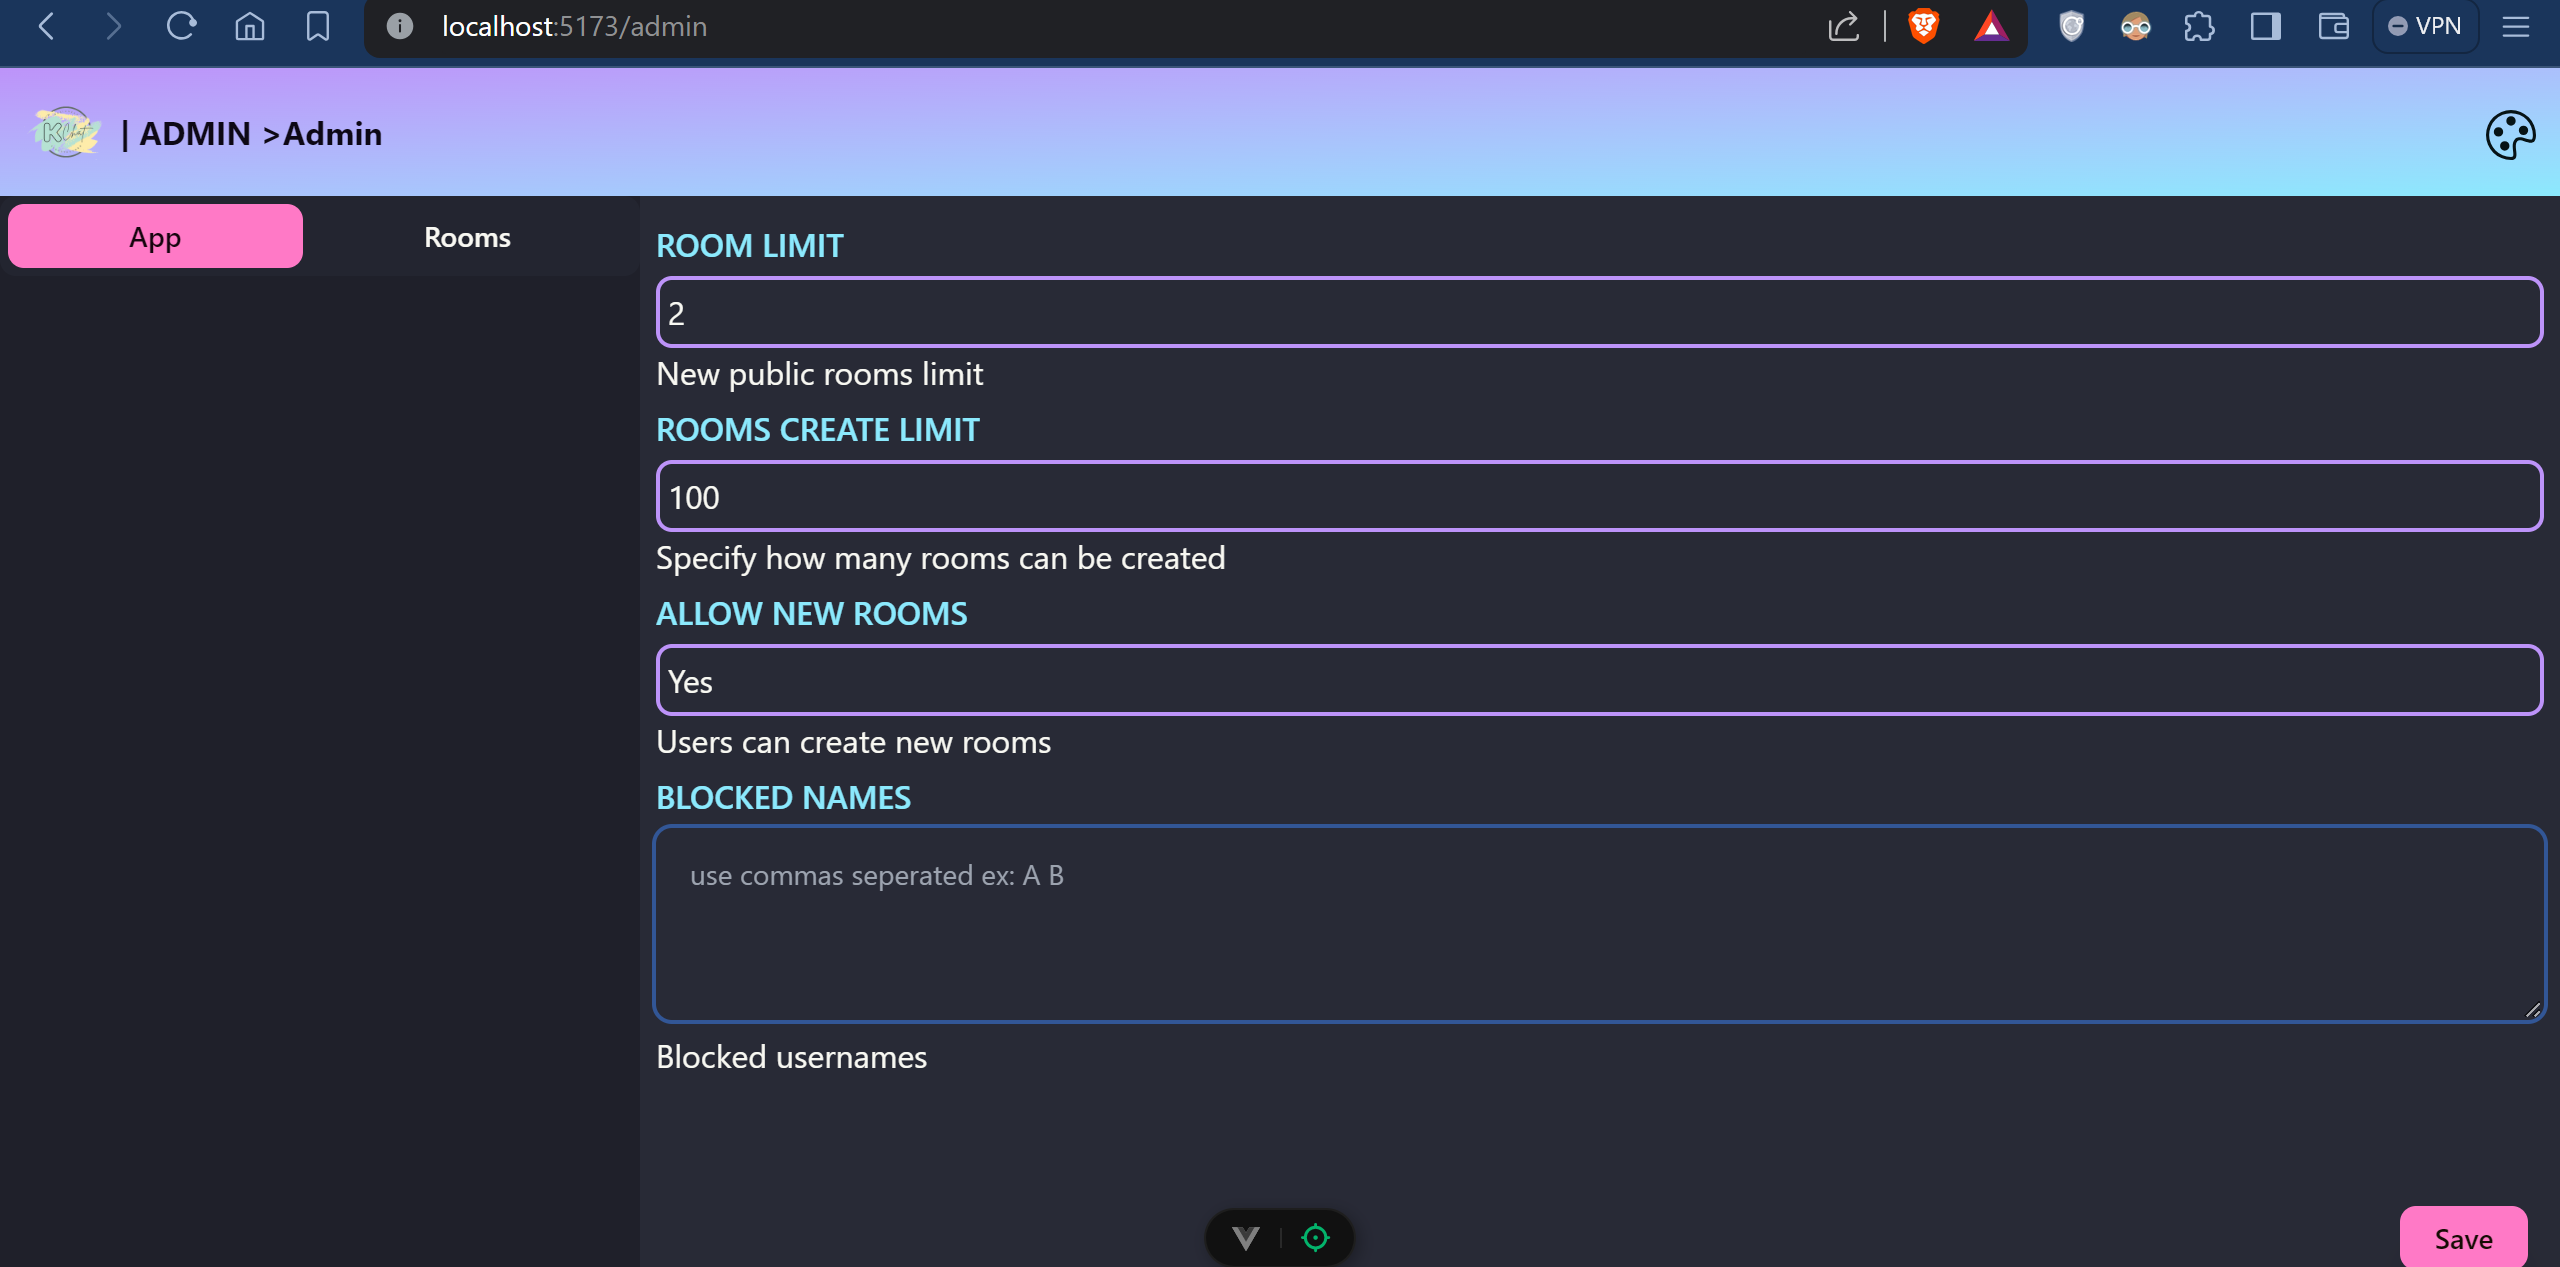 localhost:5173/admin
VPN
KChat | ADMIN >Admin
App
Rooms
ROOM LIMIT
2
New public rooms limit
ROOMS CREATE LIMIT
100
Specify how many rooms can be created
ALLOW NEW ROOMS
Yes
Users can create new rooms
BLOCKED NAMES
use commas seperated ex: A B
Blocked usernames
Save